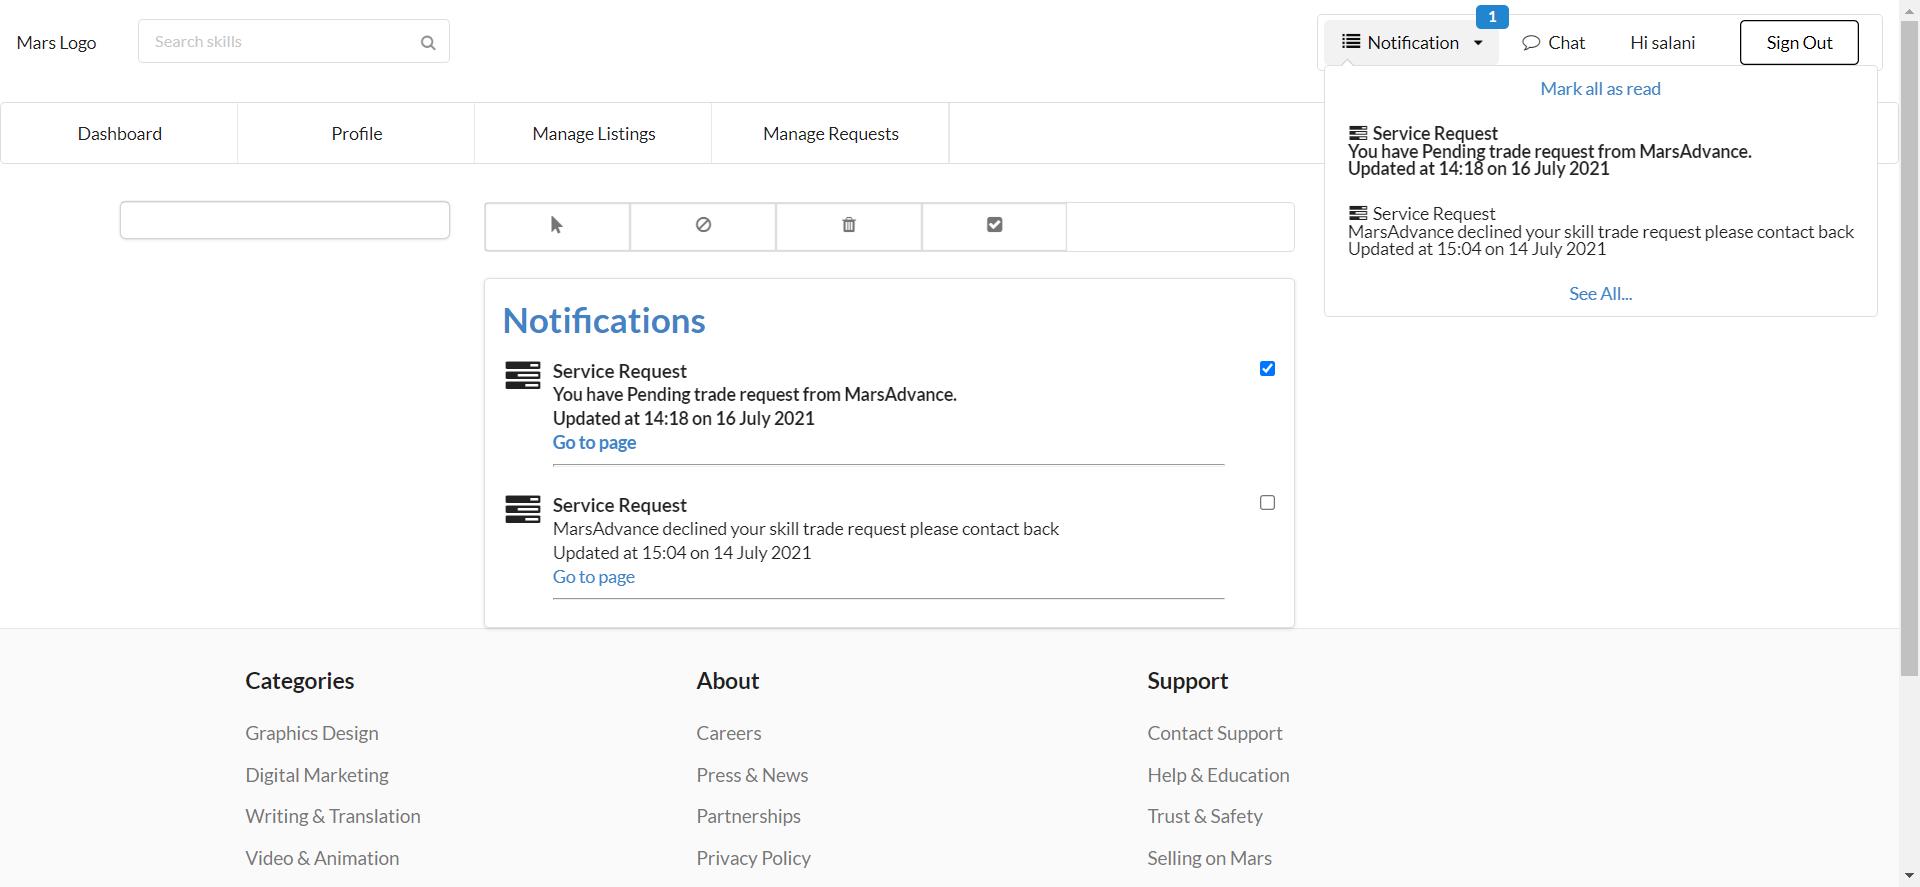 Mars Logo
Search skills
Notification
1
Chat
Hi salani
Sign Out
Mark all as read
Service Request
You have Pending trade request from MarsAdvance.
Updated at 14:18 on 16 July 2021
Service Request
MarsAdvance declined your skill trade request please contact back
Updated at 15:04 on 14 July 2021
See All...
Dashboard
Profile
Manage Listings
Manage Requests
Notifications
Service Request
You have Pending trade request from MarsAdvance.
Updated at 14:18 on 16 July 2021
Go to page
Service Request
MarsAdvance declined your skill trade request please contact back
Updated at 15:04 on 14 July 2021
Go to page
Categories
Graphics Design
Digital Marketing
Writing & Translation
Video & Animation
About
Careers
Press & News
Partnerships
Privacy Policy
Support
Contact Support
Help & Education
Trust & Safety
Selling on Mars